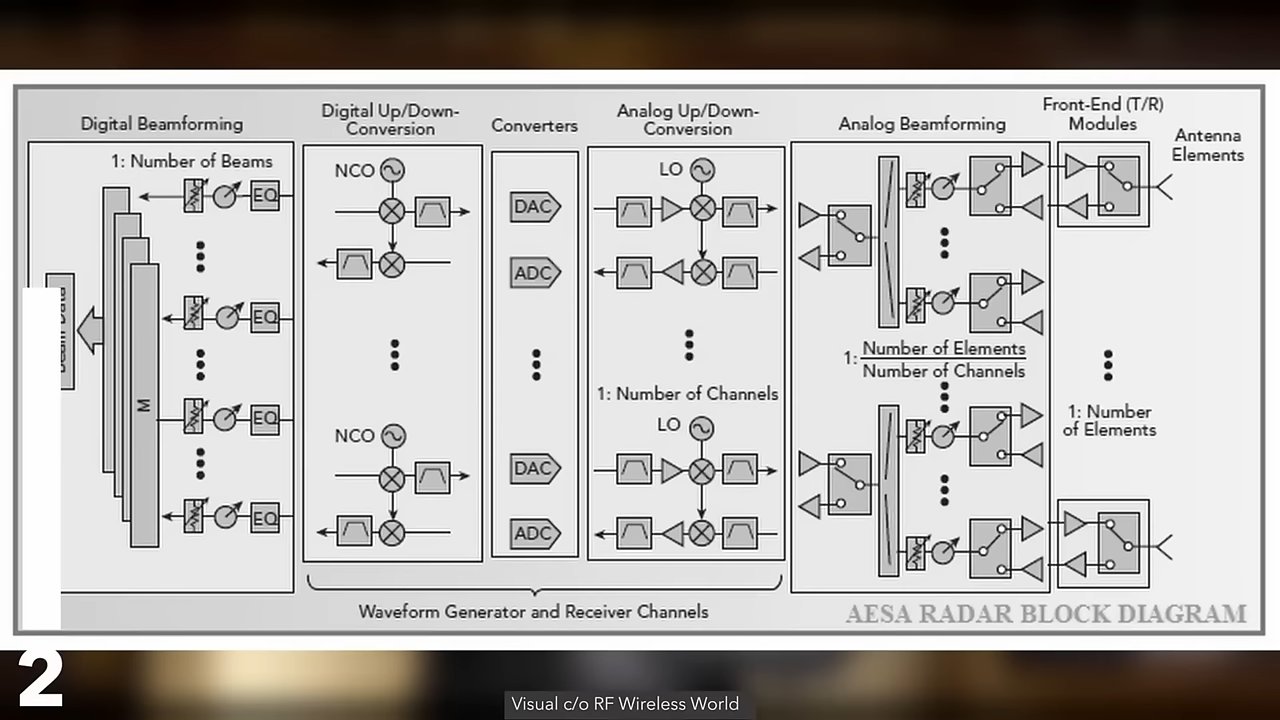 Digital Beamforming
Digital Up/Down-
Conversion
Converters
Analog Up/Down-
Conversion
Analog Beamforming
Front-End (T/R)
Modules
Antenna
Elements
1: Number of Beams
EQ
EQ
EQ
EQ
M
NCO
NCO
DAC
ADC
DAC
ADC
LO
1: Number of Channels
LO
1: Number of Elements
Number of Channels
1: Number
of Elements
Waveform Generator and Receiver Channels
AESA RADAR BLOCK DIAGRAM
2
Visual c/o RF Wireless World